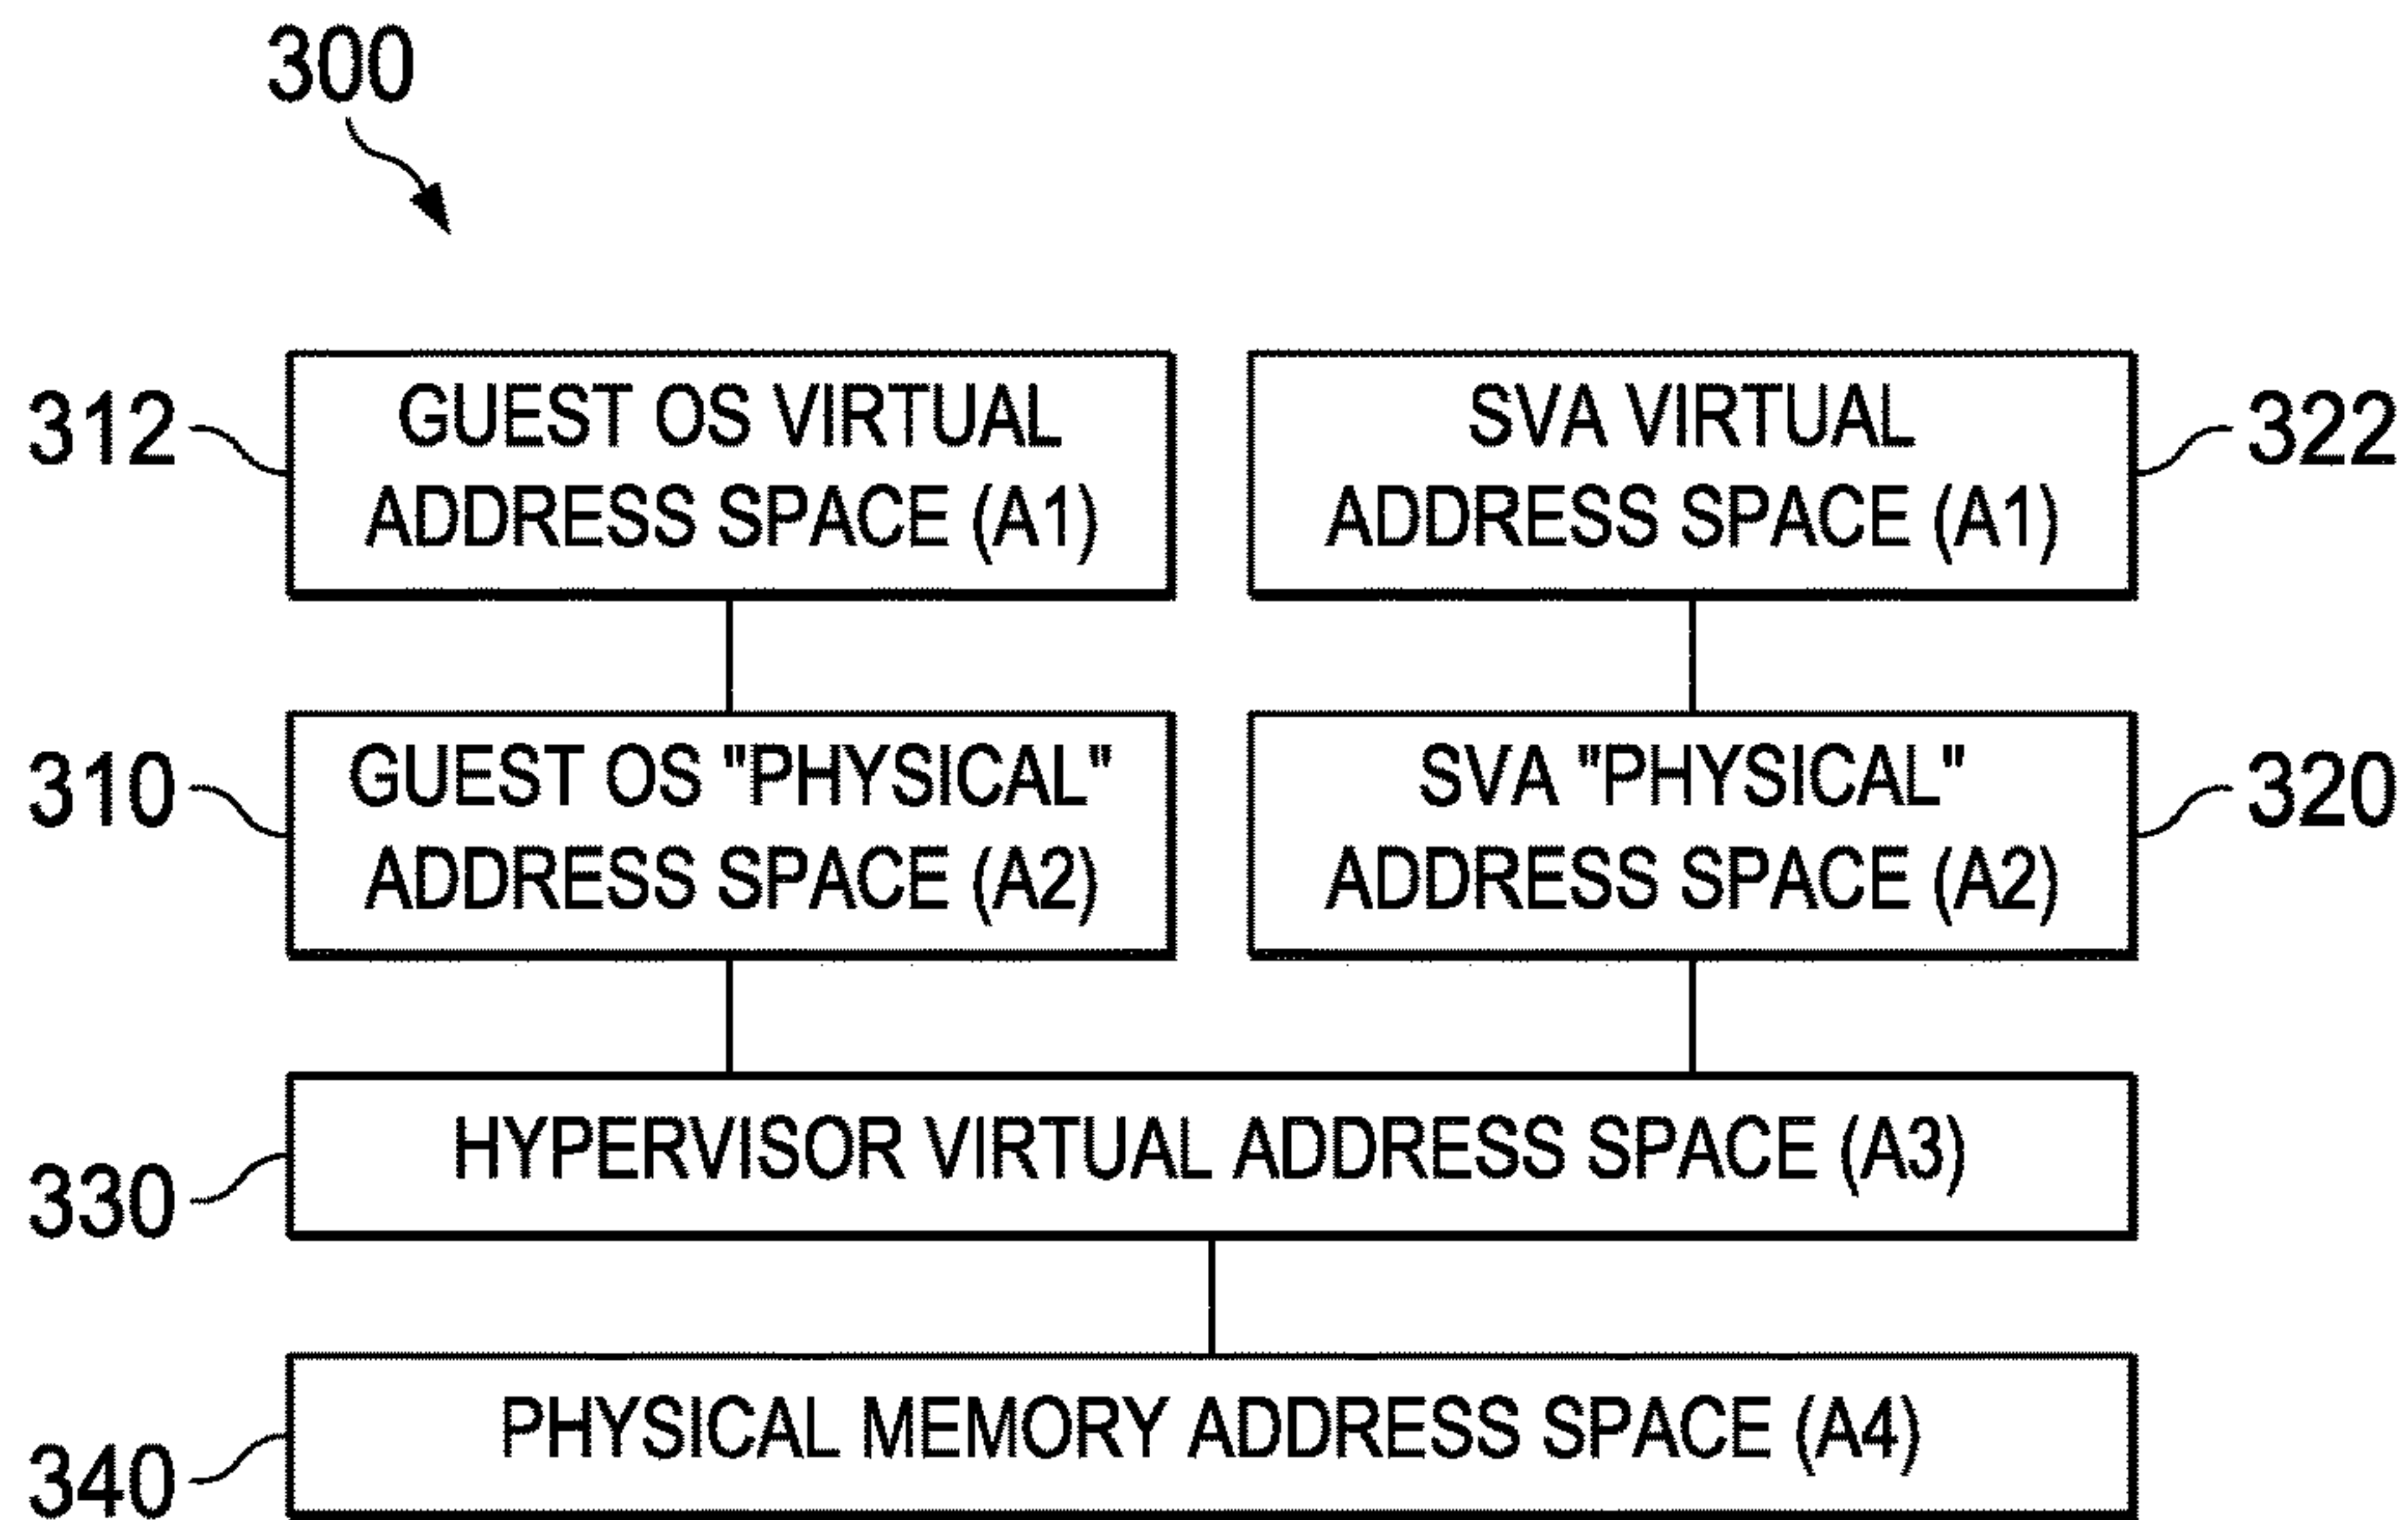 300
312
GUEST OS VIRTUAL
ADDRESS SPACE (A1)
SVA VIRTUAL
ADDRESS SPACE (A1)
322
310
GUEST OS "PHYSICAL"
ADDRESS SPACE (A2)
SVA "PHYSICAL"
ADDRESS SPACE (A2)
320
330
HYPERVISOR VIRTUAL ADDRESS SPACE (A3)
340
PHYSICAL MEMORY ADDRESS SPACE (A4)